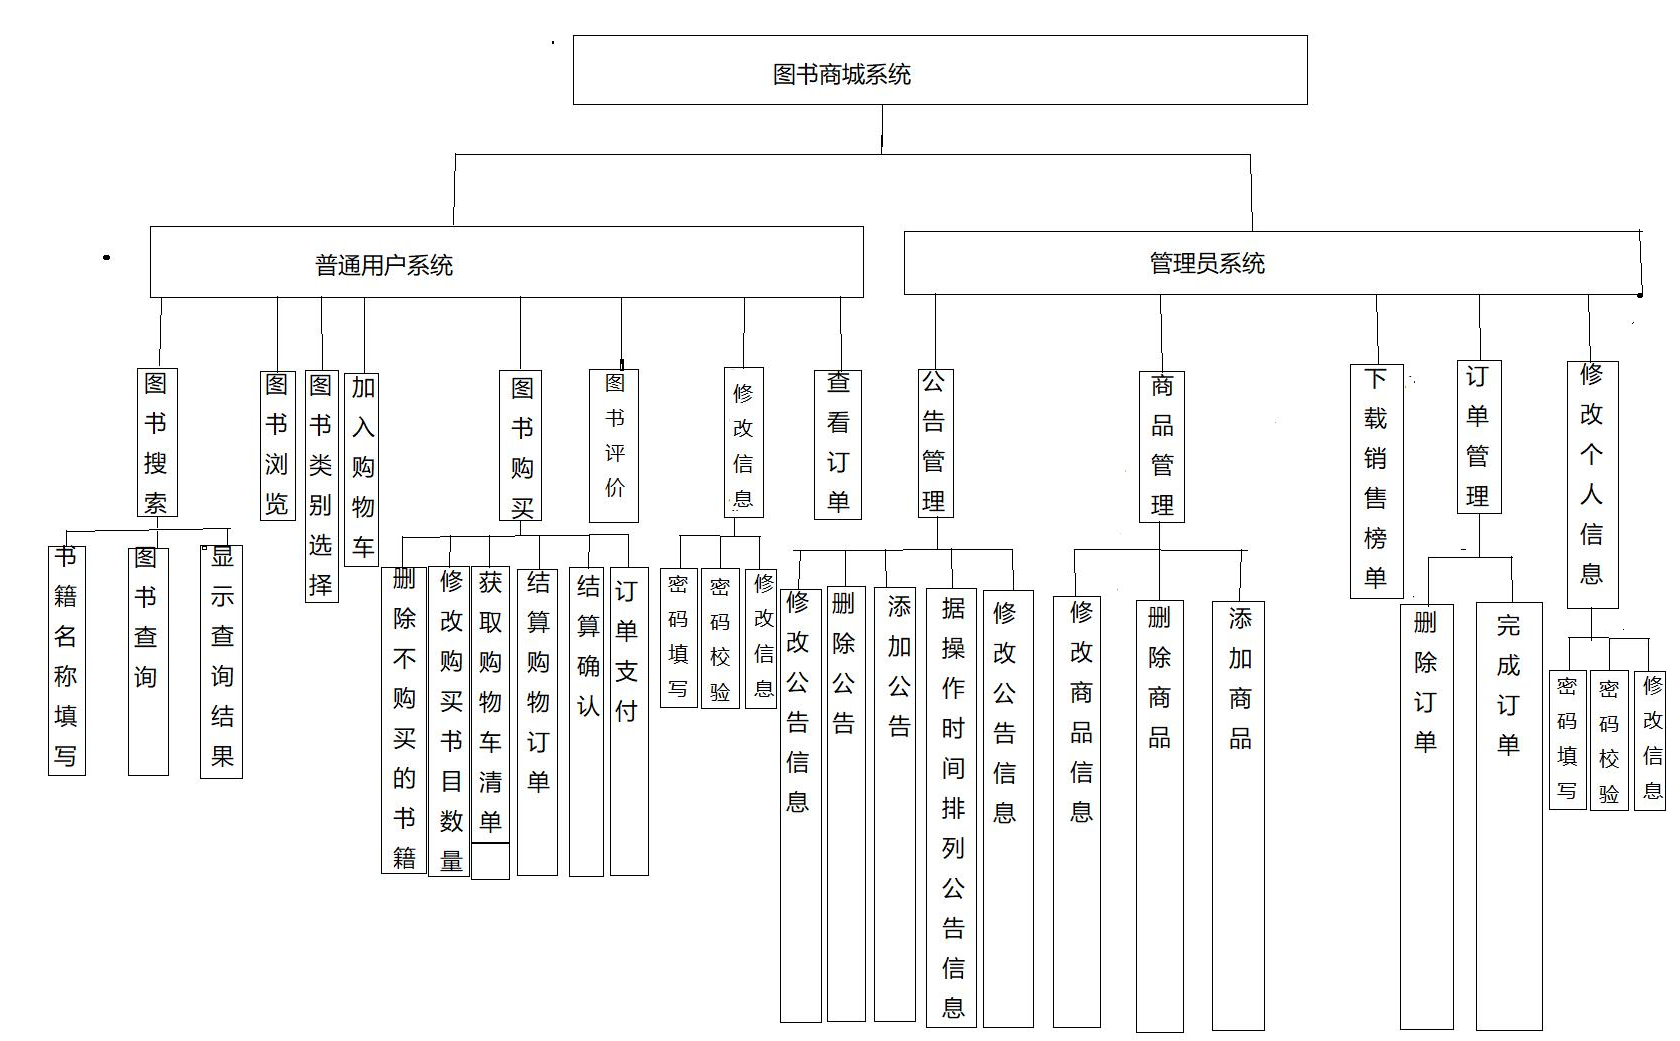 图书商城系统
普通用户系统
管理员系统
图书搜索
图书浏览
图书类别选择
加入购物车
图书购买
图书评价
修改信息
查看订单
公告管理
商品管理
下载销售榜单
订单管理
修改个人信息
书籍名称填写
图书查询
显示查询结果
删除不购买的书籍
修改购买书目数量
获取购物车清单
结算购物订单
结算确认
订单支付
密码填写
密码校验
修改信息
修改公告信息
删除公告
添加公告
据操作时间排列公告信息
修改公告信息
修改商品信息
删除商品
添加商品
删除订单
完成订单
密码填写
密码校验
修改信息